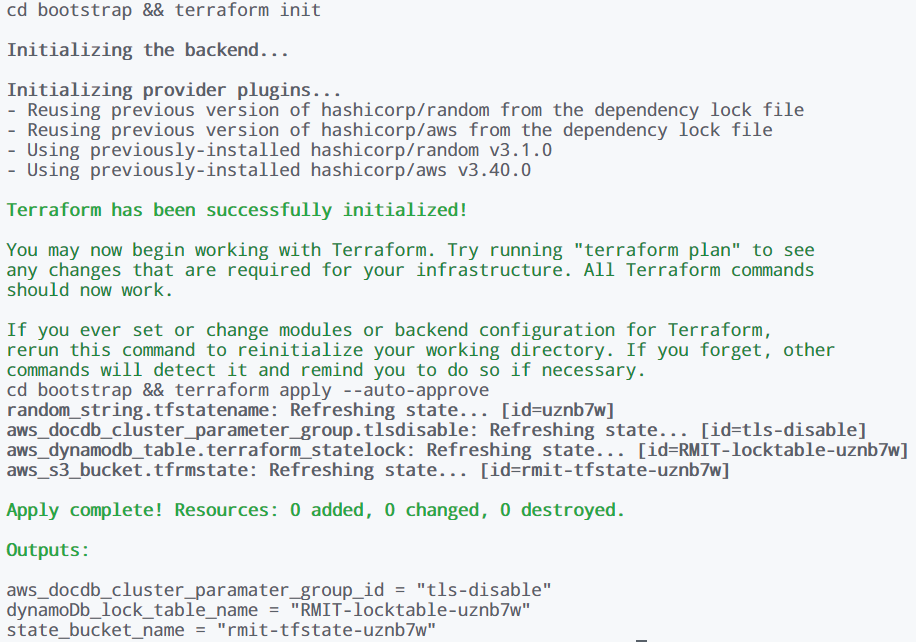 cd bootstrap && terraform init
Initializing the backend...
Initializing provider plugins...
- Reusing previous version of hashicorp/random from the dependency lock file
- Reusing previous version of hashicorp/aws from the dependency lock file
- Using previously-installed hashicorp/random v3.1.0
- Using previously-installed hashicorp/aws v3.40.0
Terraform has been successfully initialized!
You may now begin working with Terraform. Try running "terraform plan" to see
any changes that are required for your infrastructure. All Terraform commands
should now work.
If you ever set or change modules or backend configuration for Terraform,
rerun this command to reinitialize your working directory. If you forget, other
commands will detect it and remind you to do so if necessary.
cd bootstrap && terraform apply --auto-approve
random_string.tfstatename: Refreshing state... [id=uznb7w]
aws_docdb_cluster_parameter_group.tlsdisable: Refreshing state... [id=tls-disable]
aws_dynamodb_table.terraform_statelock: Refreshing state... [id=RMIT-locktable-uznb7w]
aws_s3_bucket.tfrmstate: Refreshing state... [id=rmit-tfstate-uznb7w]
Apply complete! Resources: 0 added, 0 changed, 0 destroyed.
Outputs:
aws_docdb_cluster_paramater_group_id = "tls-disable"
dynamoDb_lock_table_name = "RMIT-locktable-uznb7w"
state_bucket_name = "rmit-tfstate-uznb7w"